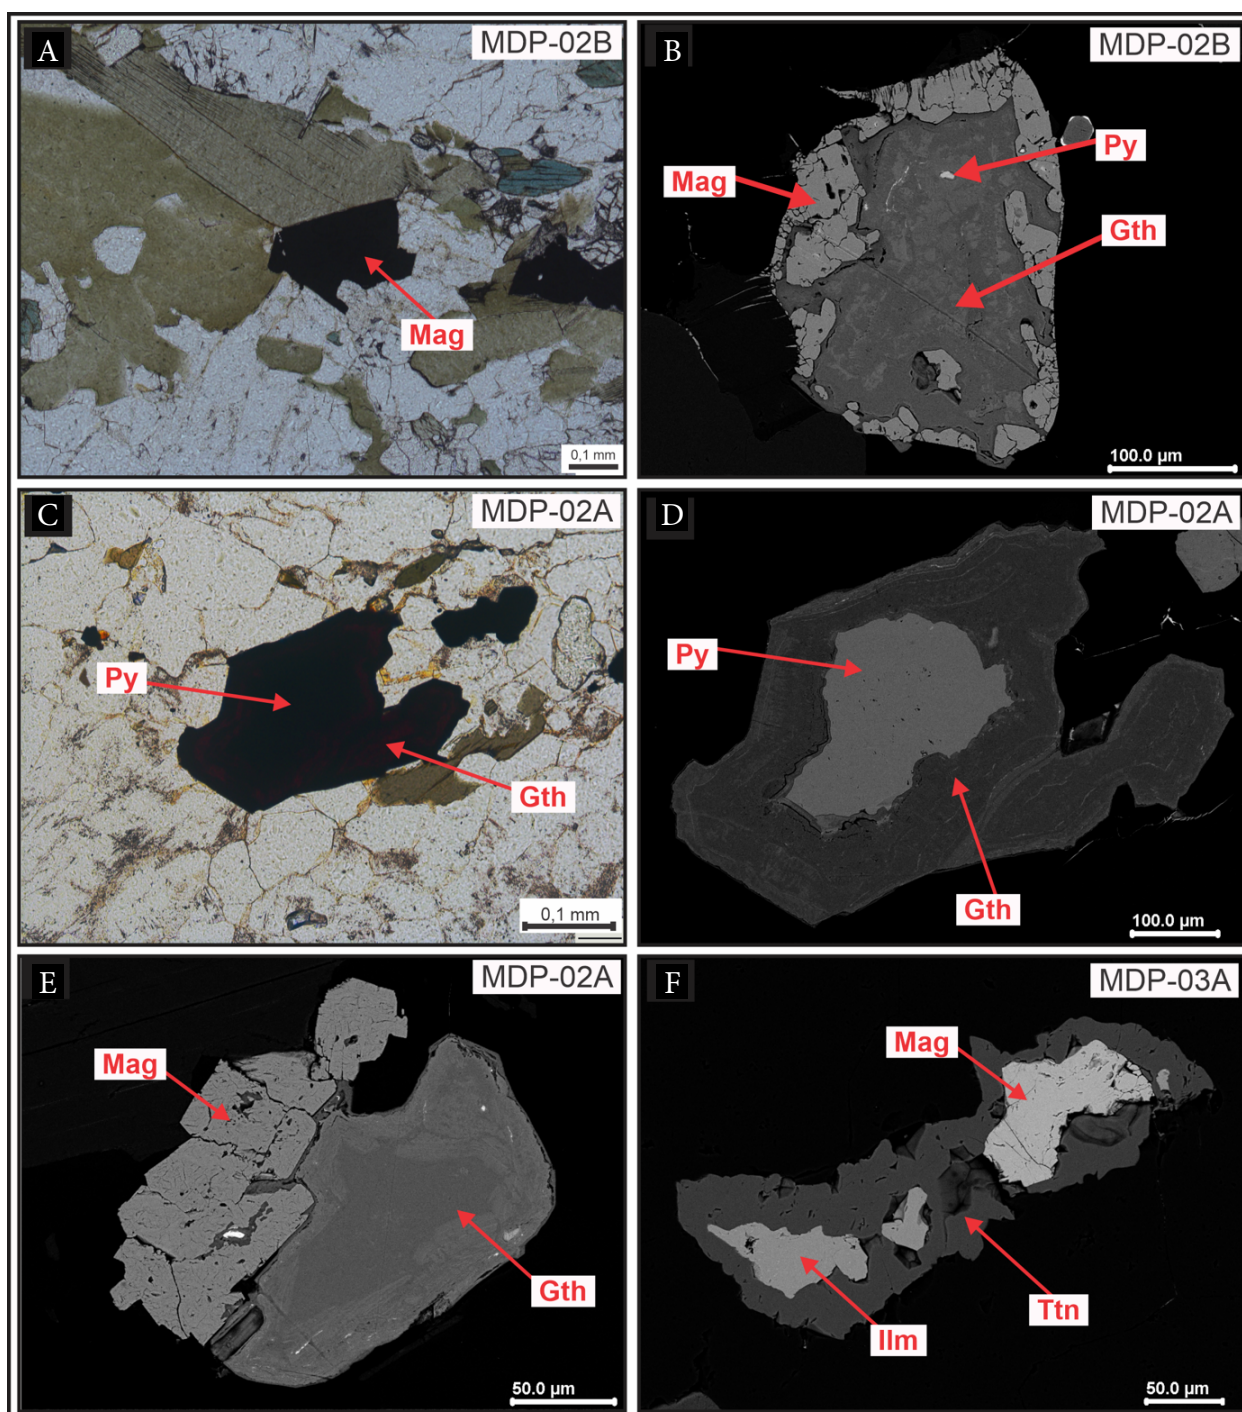 A
MDP-02B
Mag
0,1 mm
B
MDP-02B
Py
Mag
Gth
100.0 µm
C
MDP-02A
Py
Gth
0,1 mm
D
MDP-02A
Py
Gth
100.0 µm
E
MDP-02A
Mag
Gth
50.0 µm
F
MDP-03A
Mag
Ttn
Ilm
50.0 µm